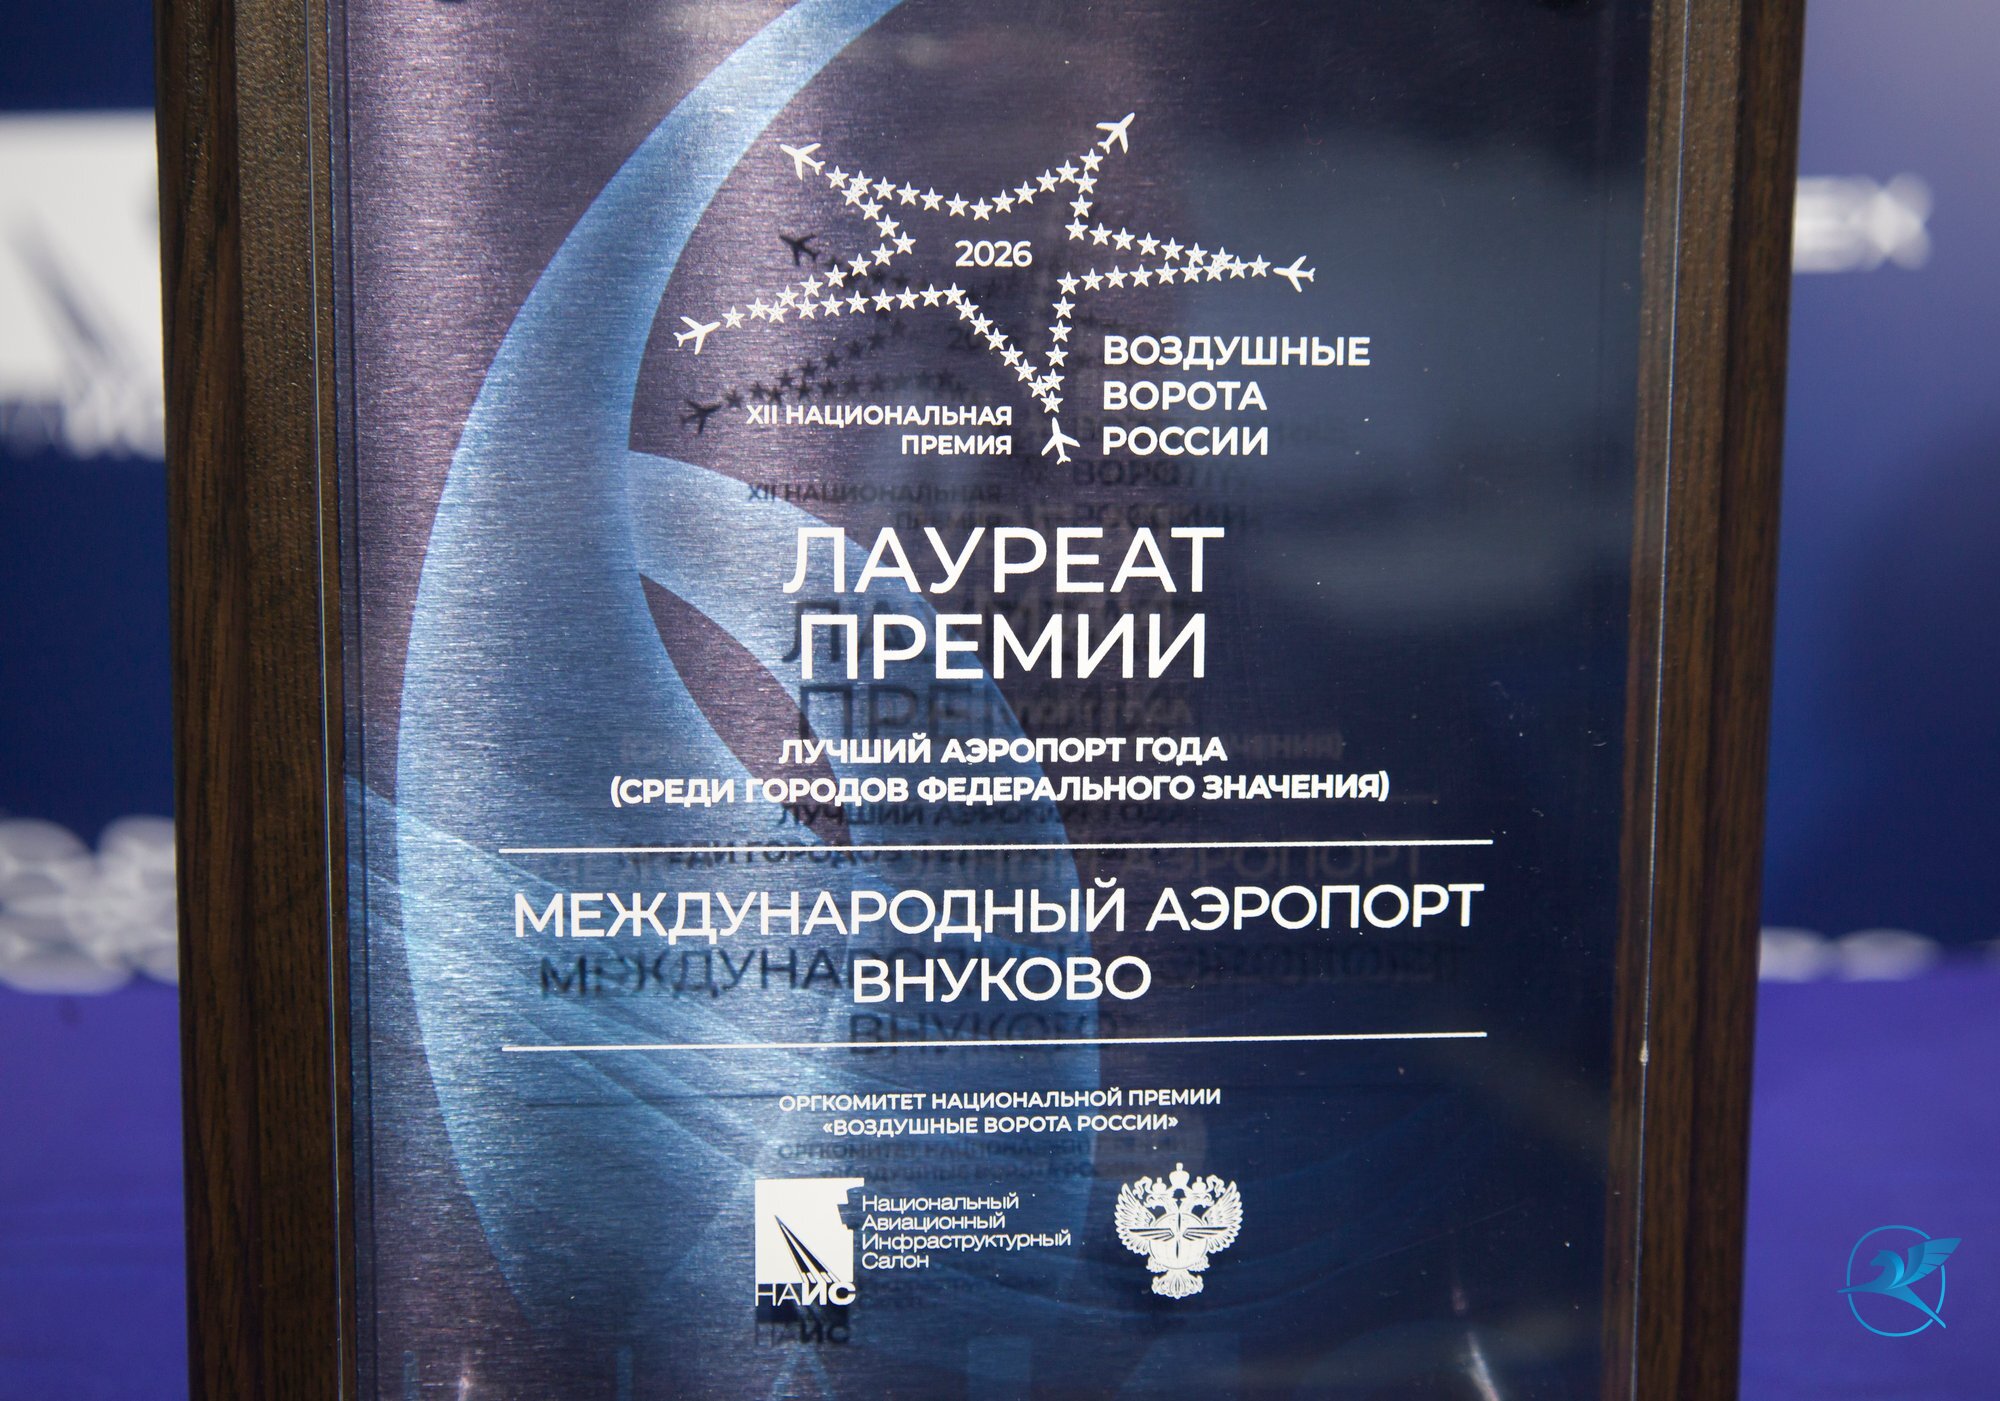 2026
XII НАЦИОНАЛЬНАЯ
ПРЕМИЯ
ВОЗДУШНЫЕ
ВОРОТА
РОССИИ
ЛАУРЕАТ
ПРЕМИИ
ЛУЧШИЙ АЭРОПОРТ ГОДА
(СРЕДИ ГОРОДОВ ФЕДЕРАЛЬНОГО ЗНАЧЕНИЯ)
МЕЖДУНАРОДНЫЙ АЭРОПОРТ
ВНУКОВО
ОРГКОМИТЕТ НАЦИОНАЛЬНОЙ ПРЕМИИ
«ВОЗДУШНЫЕ ВОРОТА РОССИИ»
Национальный
Авиационный
Инфраструктурный
Салон
НАИС